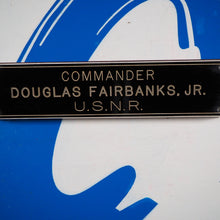 COMMANDER
DOUGLAS FAIRBANKS, JR.
U.S.N.R.